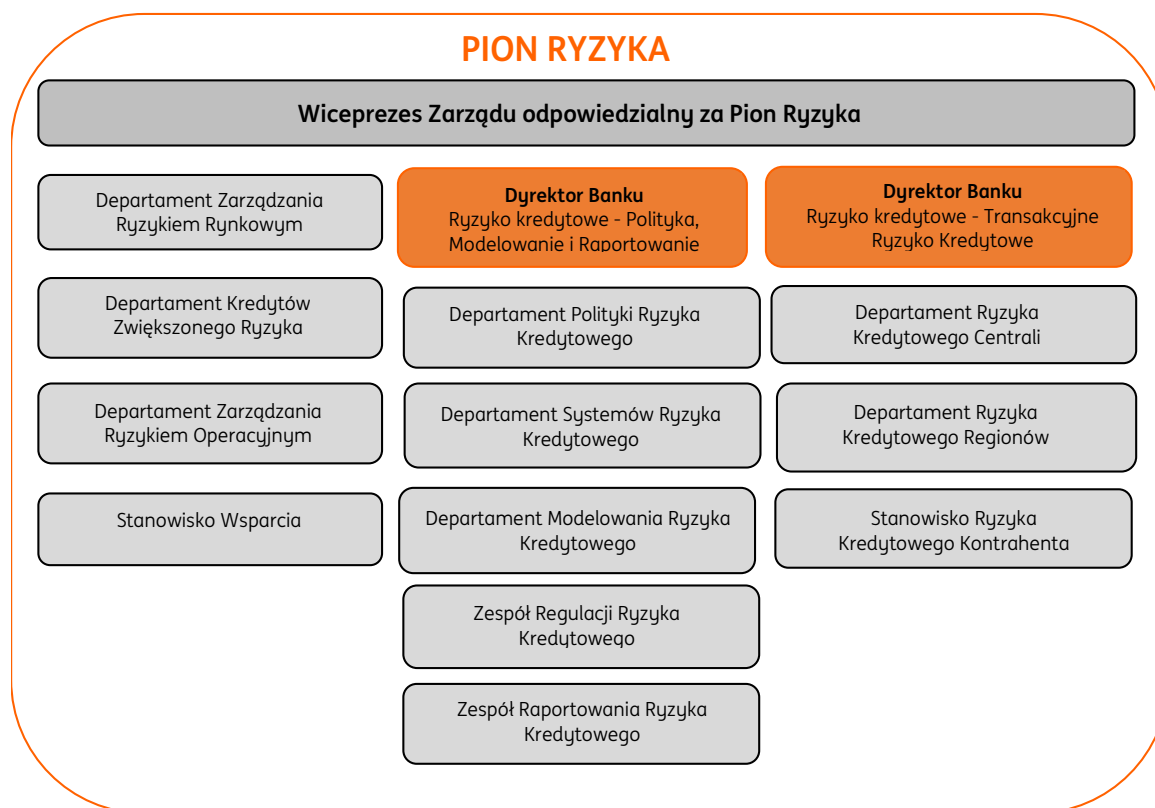 PION RYZYKA
Wiceprezes Zarządu odpowiedzialny za Pion Ryzyka
Departament Zarządzania
Ryzykiem Rynkowym
Departament Kredytów
Zwiększonego Ryzyka
Departament Zarządzania
Ryzykiem Operacyjnym
Stanowisko Wsparcia
Dyrektor Banku
Ryzyko kredytowe - Polityka,
Modelowanie i Raportowanie
Departament Polityki Ryzyka
Kredytowego
Departament Systemów Ryzyka
Kredytowego
Departament Modelowania Ryzyka
Kredytowego
Zespół Regulacji Ryzyka
Kredytowego
Zespół Raportowania Ryzyka
Kredytowego
Dyrektor Banku
Ryzyko kredytowe - Transakcyjne
Ryzyko Kredytowe
Departament Ryzyka
Kredytowego Centrali
Departament Ryzyka
Kredytowego Regionów
Stanowisko Ryzyka
Kredytowego Kontrahenta